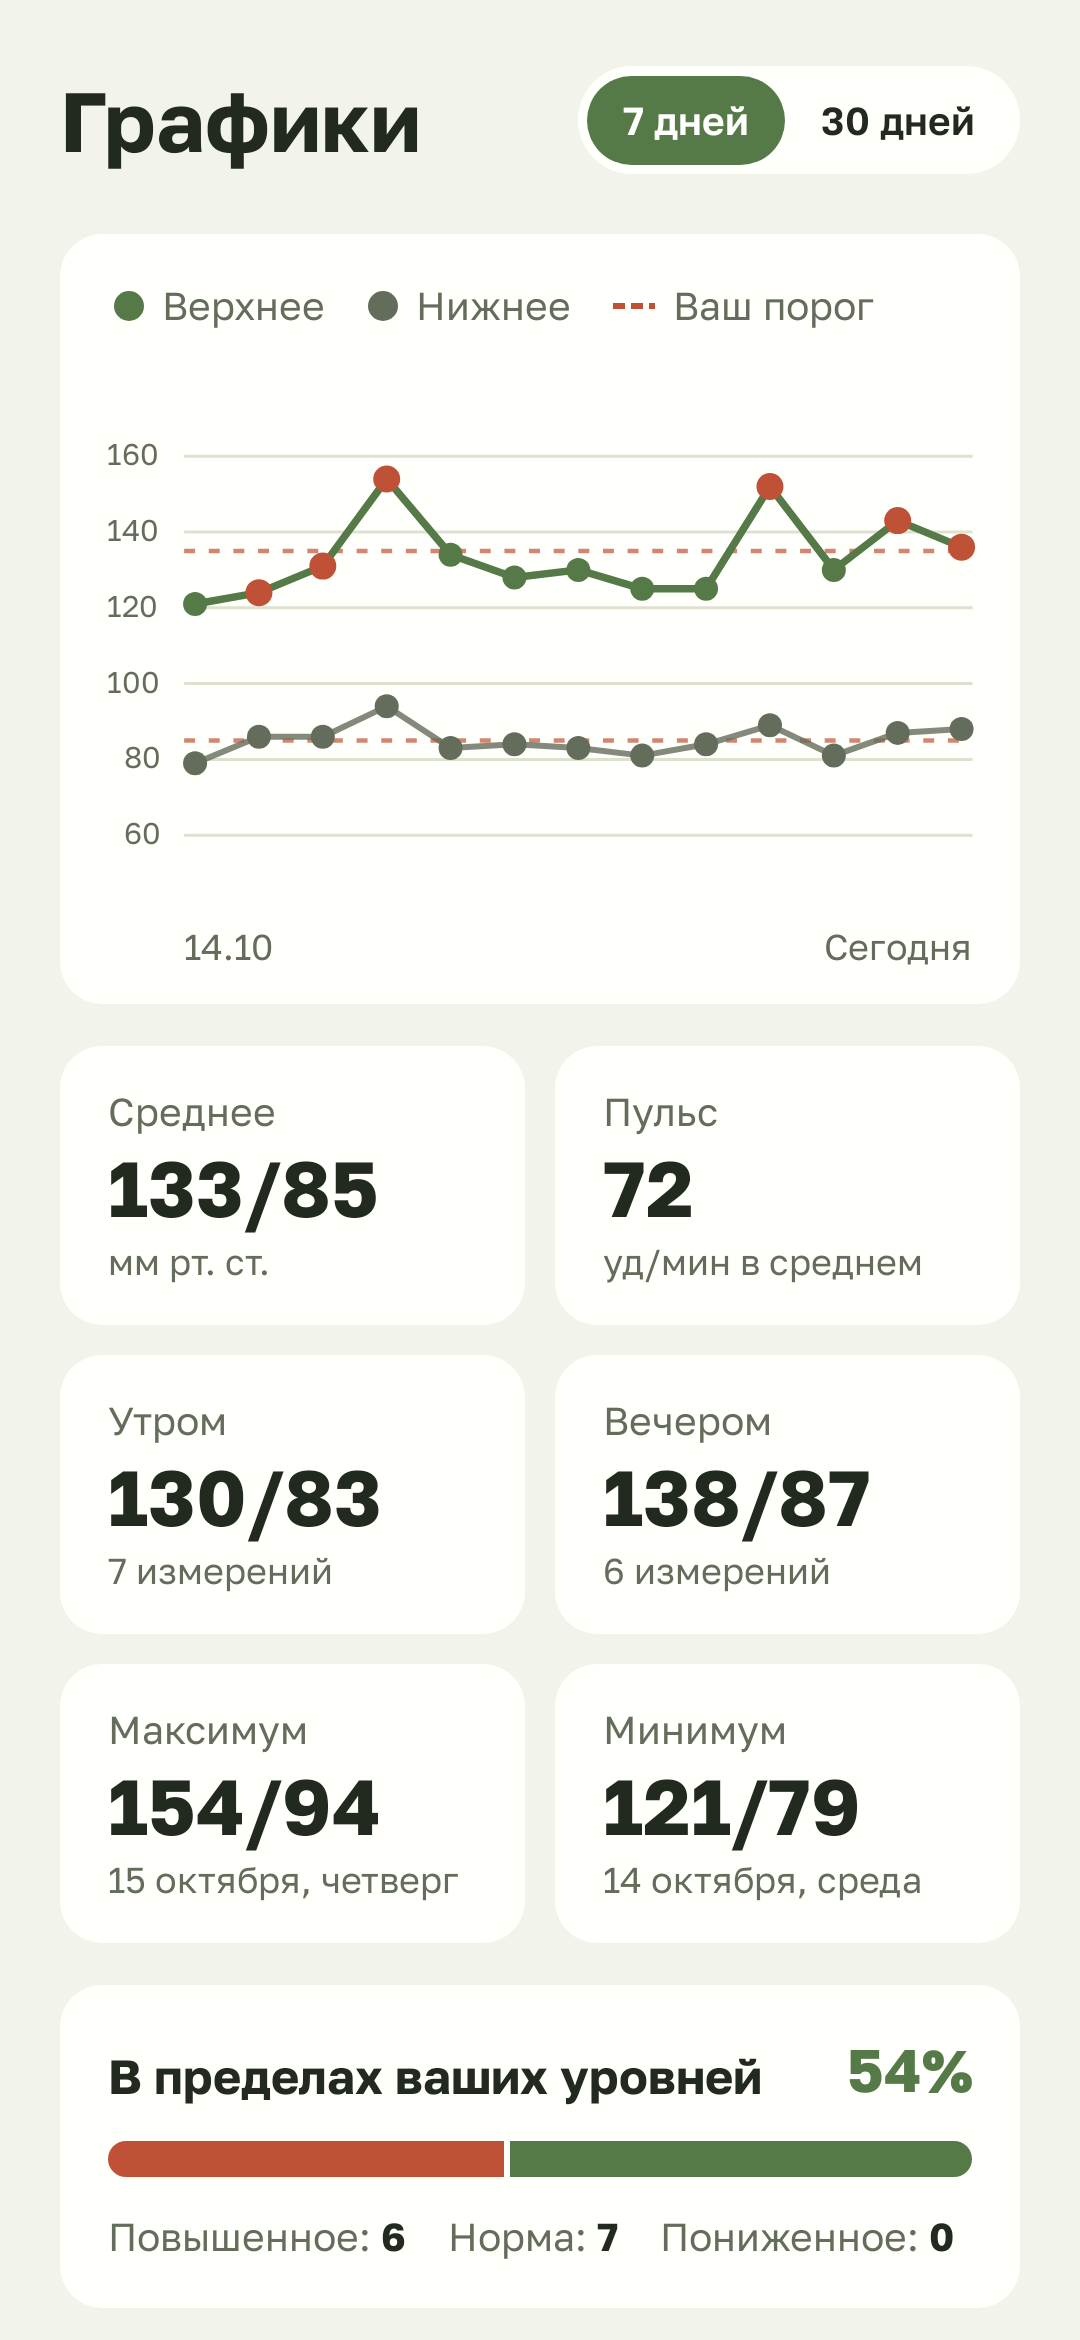 Графики
7 дней 30 дней
Верхнее Нижнее Ваш порог
160
140
120
100
80
60
14.10 Сегодня
Среднее
133/85
мм рт. ст.
Пульс
72
уд/мин в среднем
Утром
130/83
7 измерений
Вечером
138/87
6 измерений
Максимум
154/94
15 октября, четверг
Минимум
121/79
14 октября, среда
В пределах ваших уровней 54%
Повышенное: 6 Норма: 7 Пониженное: 0